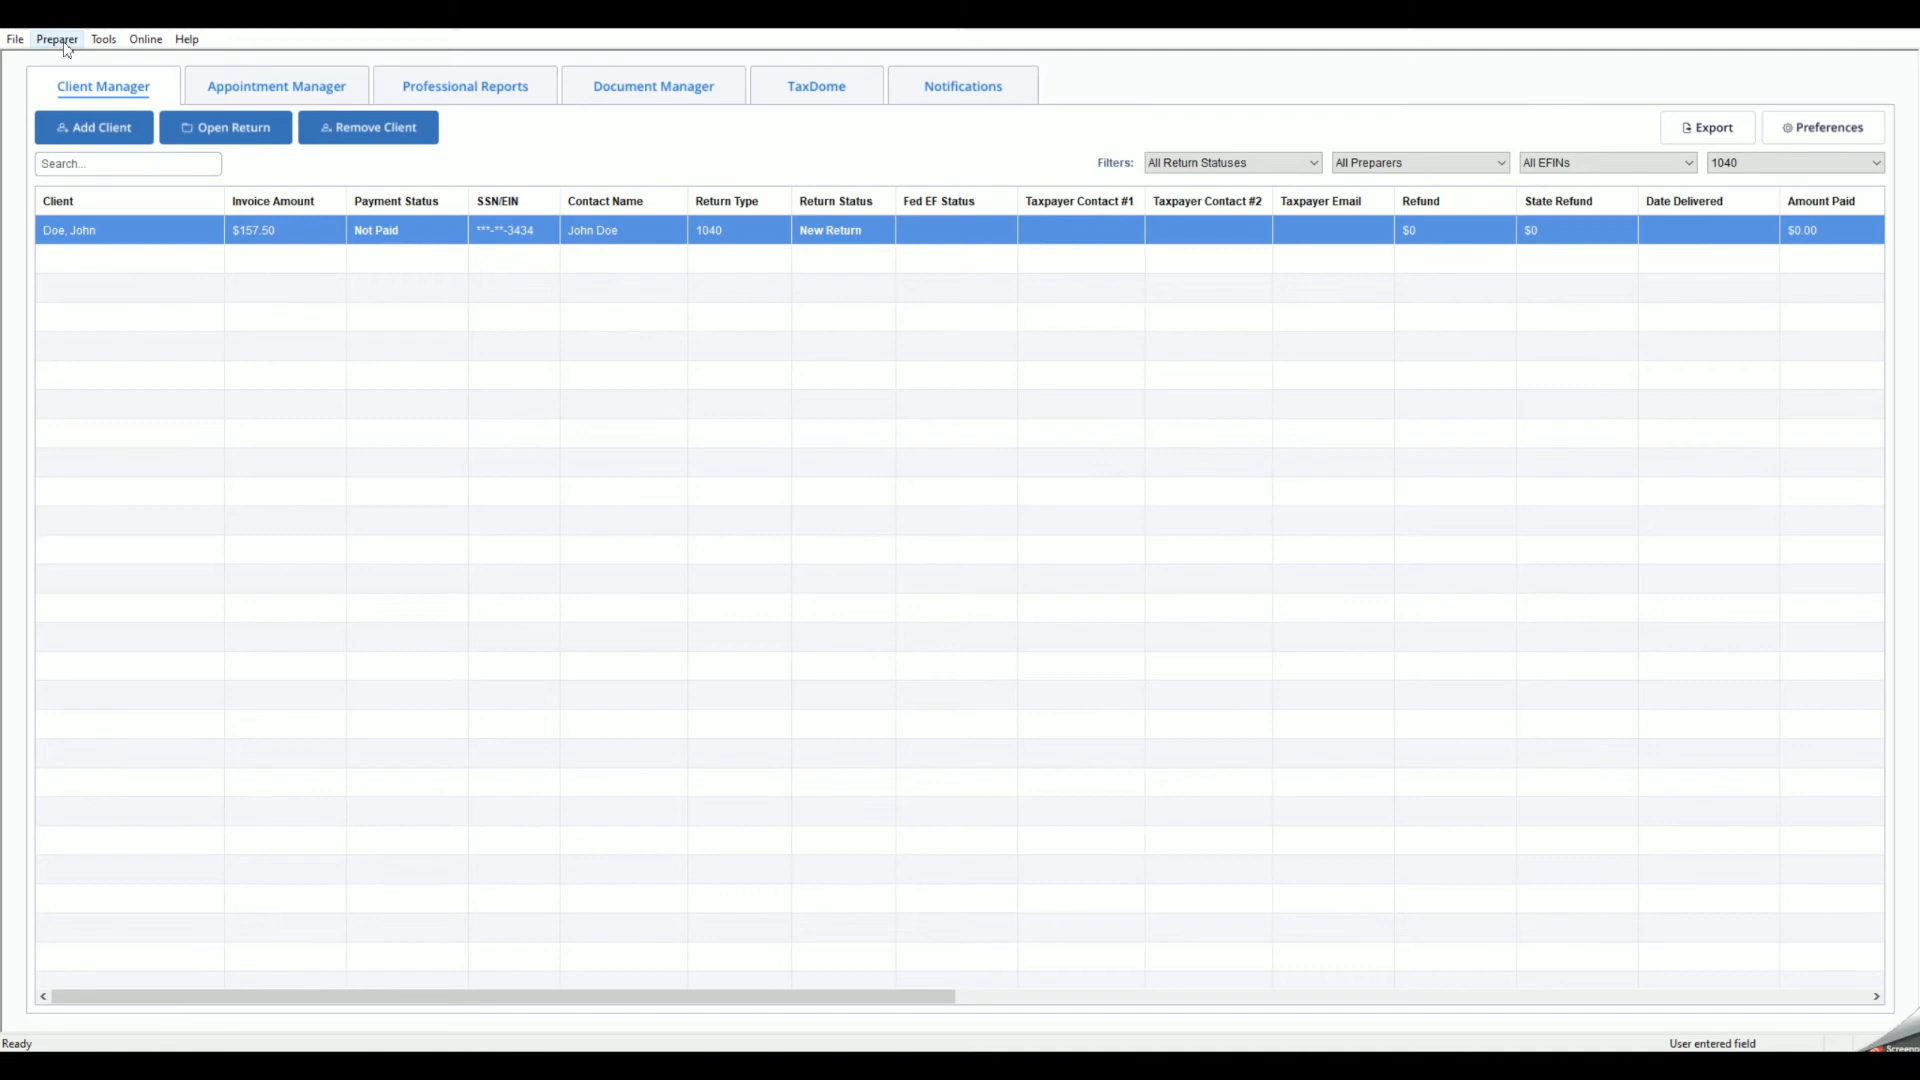 File Preparer Tools Online Help
Client Manager Appointment Manager Professional Reports Document Manager TaxDome Notifications
Add Client Open Return Remove Client Export Preferences
Search... Filters: All Return Statuses All Preparers All EFINs 1040
Client Invoice Amount Payment Status SSN/EIN Contact Name Return Type Return Status Fed EF Status Taxpayer Contact #1 Taxpayer Contact #2 Taxpayer Email Refund State Refund Date Delivered Amount Paid
Doe, John $157.50 Not Paid ***-**-3434 John Doe 1040 New Return $0 $0 $0.00
Ready User entered field